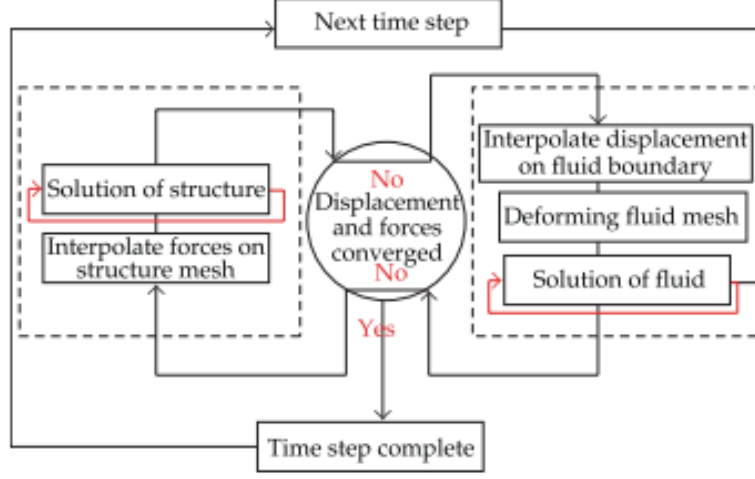 Next time step
Solution of structure
Interpolate forces on
structure mesh
No
Displacement
and forces
converged
No
Yes
Interpolate displacement
on fluid boundary
Deforming fluid mesh
Solution of fluid
Time step complete